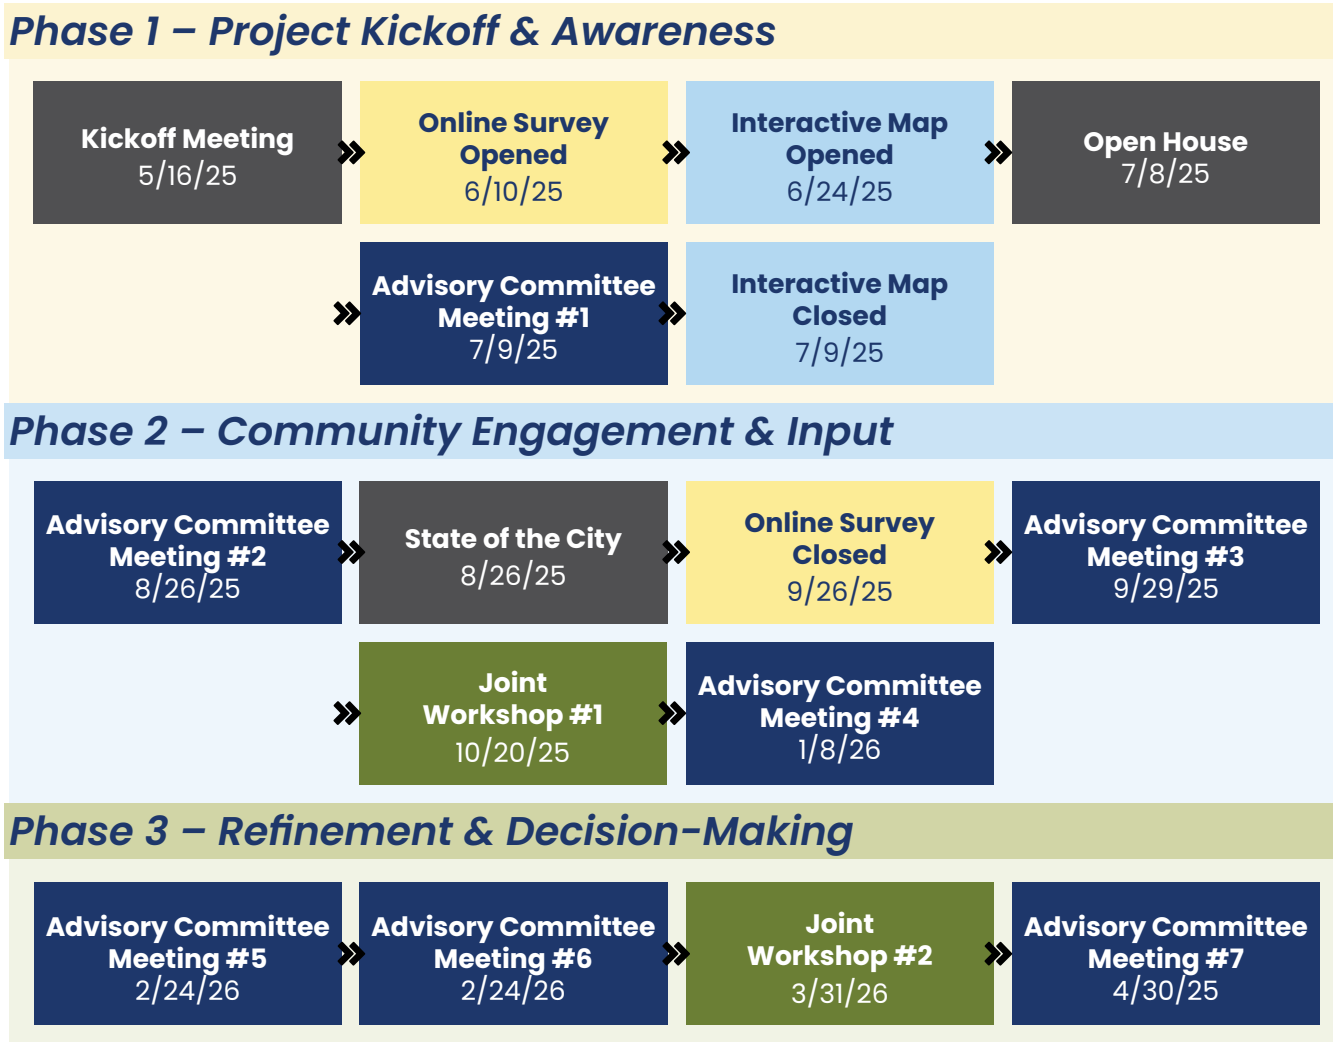 Phase 1 – Project Kickoff & Awareness
Kickoff Meeting
5/16/25
Online Survey
Opened
6/10/25
Interactive Map
Opened
6/24/25
Open House
7/8/25
Advisory Committee
Meeting #1
7/9/25
Interactive Map
Closed
7/9/25
Phase 2 – Community Engagement & Input
Advisory Committee
Meeting #2
8/26/25
State of the City
8/26/25
Online Survey
Closed
9/26/25
Advisory Committee
Meeting #3
9/29/25
Joint
Workshop #1
10/20/25
Advisory Committee
Meeting #4
1/8/26
Phase 3 – Refinement & Decision-Making
Advisory Committee
Meeting #5
2/24/26
Advisory Committee
Meeting #6
2/24/26
Joint
Workshop #2
3/31/26
Advisory Committee
Meeting #7
4/30/25